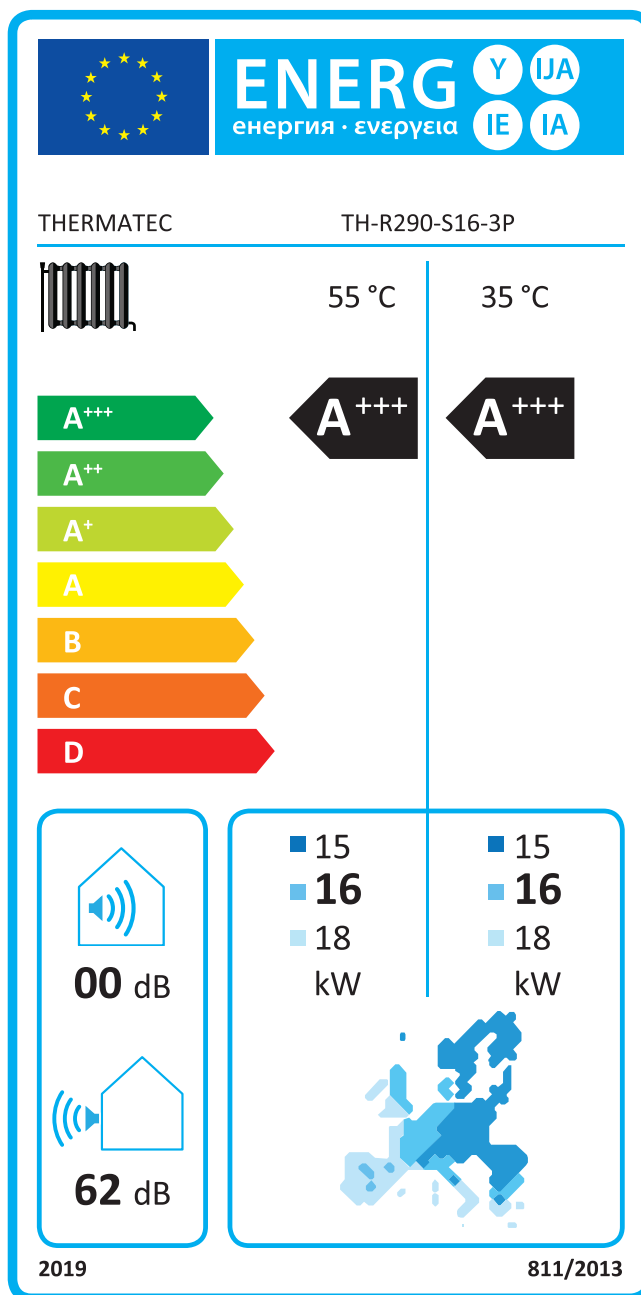 ENERG Y IJA
енергия · ενεργεια IE IA
THERMATEC TH-R290-S16-3P
55 °C 35 °C
A+++ A+++ A+++
A++
A+
A
B
C
D
15 15
16 16
18 18
kW kW
00 dB
62 dB
2019 811/2013